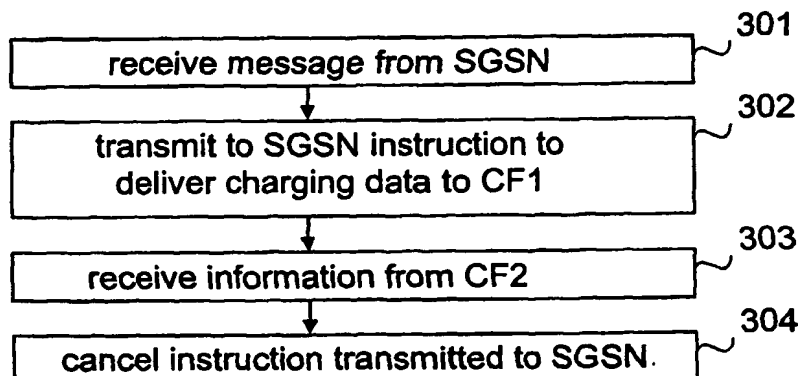 301
receive message from SGSN
302
transmit to SGSN instruction to
deliver charging data to CF1
303
receive information from CF2
304
cancel instruction transmitted to SGSN.